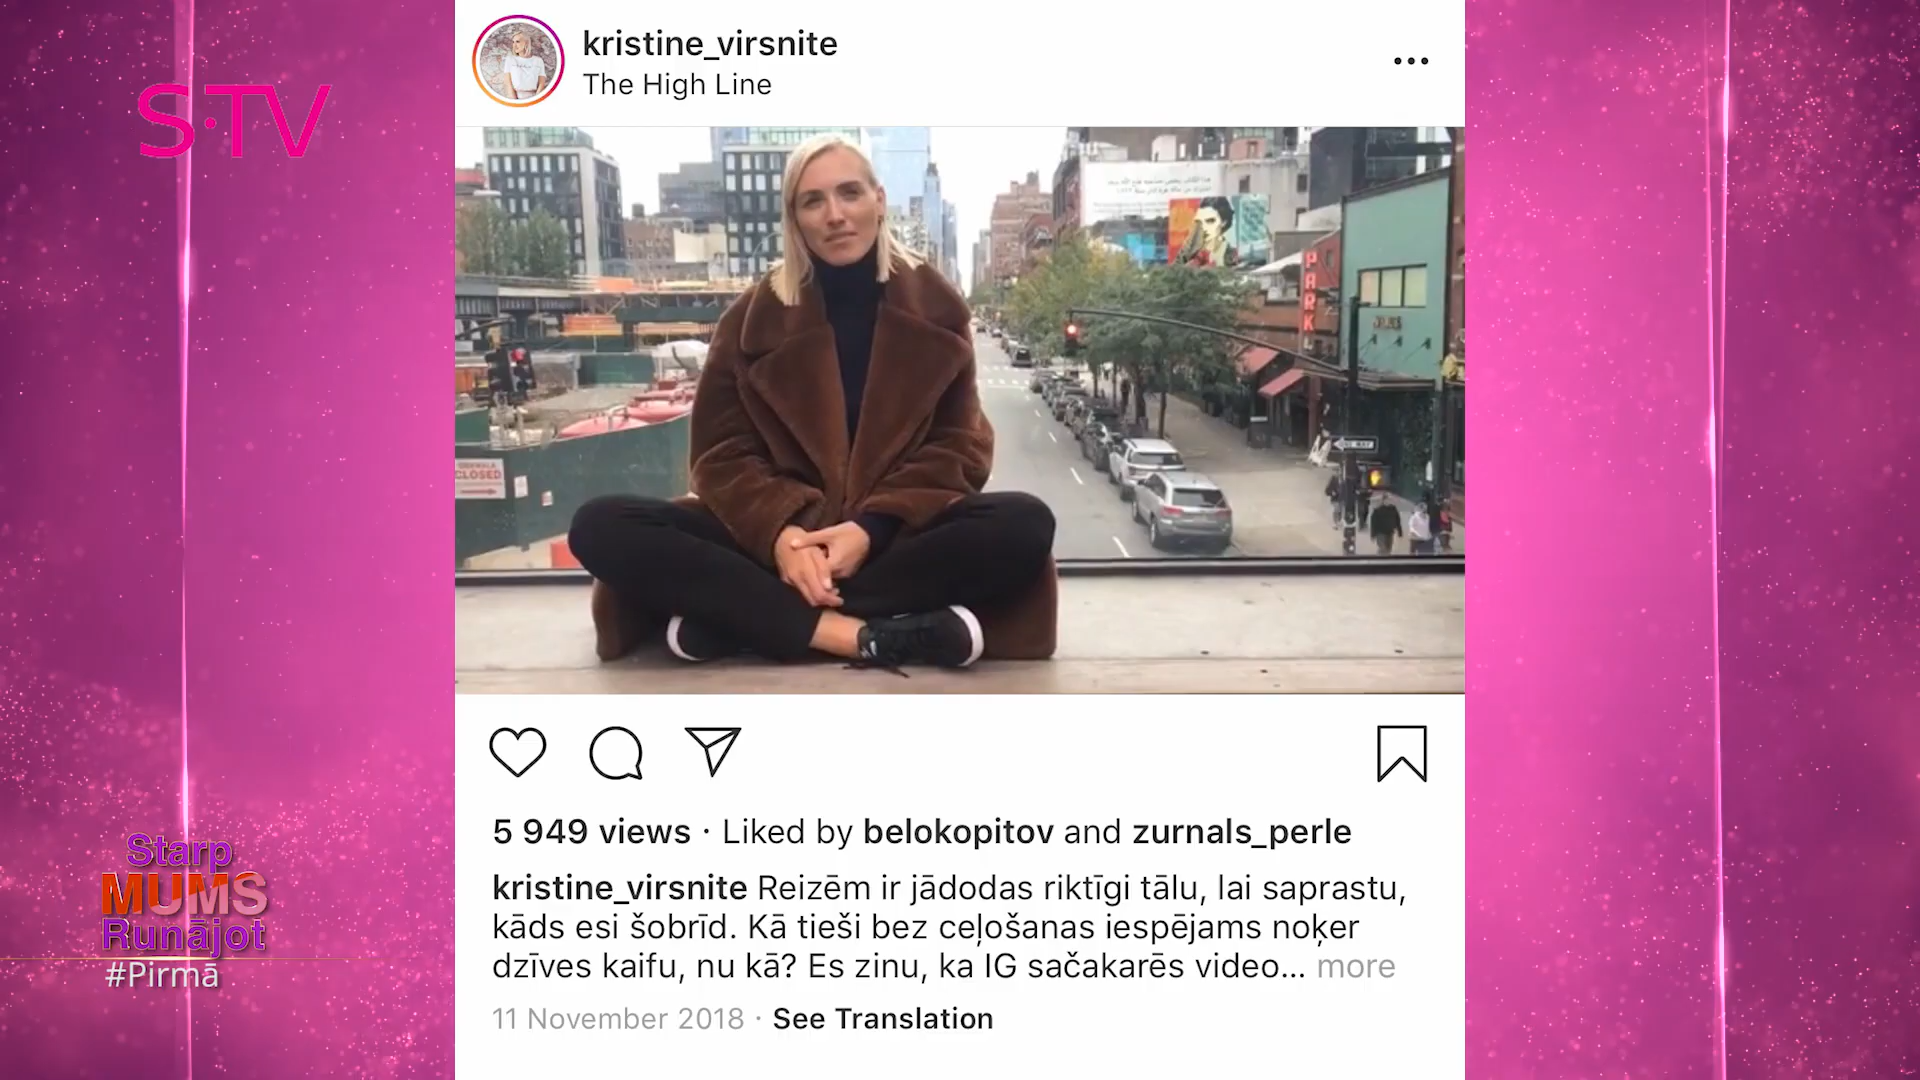 kristine_virsnite
The High Line
S·TV
PARK
CLOSED
ONE WAY
5 949 views · Liked by belokopitov and zurnals_perle
kristine_virsnite Reizēm ir jādodas riktīgi tālu, lai saprastu,
kāds esi šobrīd. Kā tieši bez ceļošanas iespējams noķer
dzīves kaifu, nu kā? Es zinu, ka IG sačakarēs video... more
11 November 2018 · See Translation
Starp
MUMS
Runājot
#Pirmā